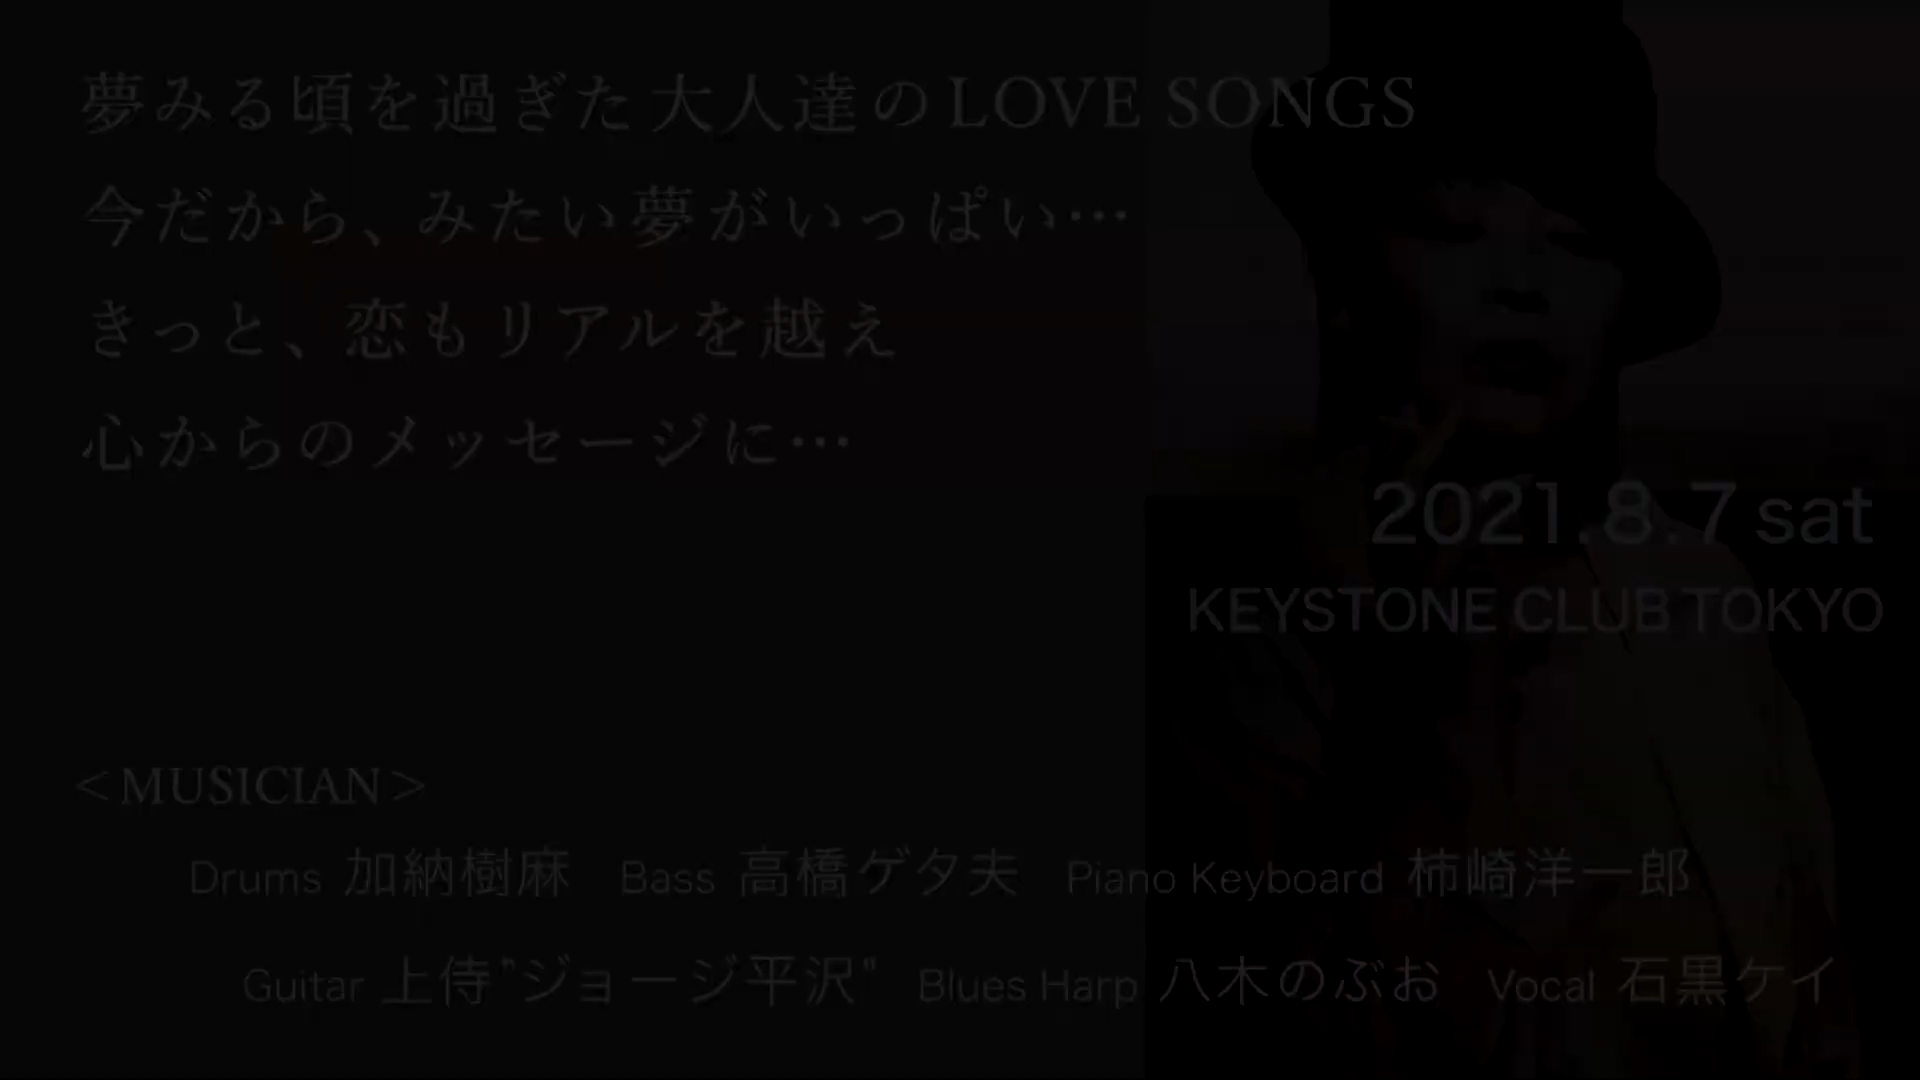 夢みる頃を過ぎた大人達のLOVE SONGS
今だから、みたい夢がいっぱい…
きっと、恋もリアルを越え
心からのメッセージに…
2021.8.7 sat
KEYSTONE CLUB TOKYO
＜MUSICIAN＞
Drums 加納樹麻 Bass 高橋ゲタ夫 Piano Keyboard 柿崎洋一郎
Guitar 上侍"ジョージ平沢" Blues Harp 八木のぶお Vocal 石黒ケイ